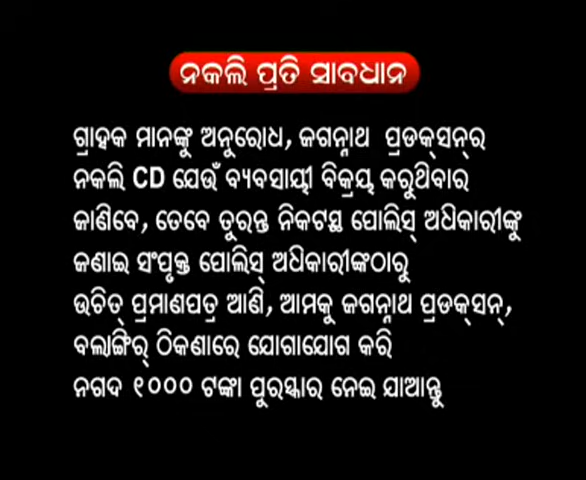 ନକଲି ପ୍ରତି ସାବଧାନ
ଗ୍ରାହକ ମାନଙ୍କୁ ଅନୁରୋଧ, ଜଗନ୍ନାଥ ପ୍ରଡକ୍‌ସନ୍‌ର
ନକଲି CD ଯେଉଁ ବ୍ୟବସାୟୀ ବିକ୍ରୟ କରୁଥିବାର
ଜାଣିବେ, ତେବେ ତୁରନ୍ତ ନିକଟସ୍ଥ ପୋଲିସ୍ ଅଧିକାରୀଙ୍କୁ
ଜଣାଇ ସଂପୃକ୍ତ ପୋଲିସ୍ ଅଧିକାରୀଙ୍କଠାରୁ
ଉଚିତ୍ ପ୍ରମାଣପତ୍ର ଆଣି, ଆମକୁ ଜଗନ୍ନାଥ ପ୍ରଡକ୍‌ସନ୍,
ବଲାଙ୍ଗିର୍ ଠିକଣାରେ ଯୋଗାଯୋଗ କରି
ନଗଦ ୧୦୦୦ ଟଙ୍କା ପୁରସ୍କାର ନେଇ ଯାଆନ୍ତୁ